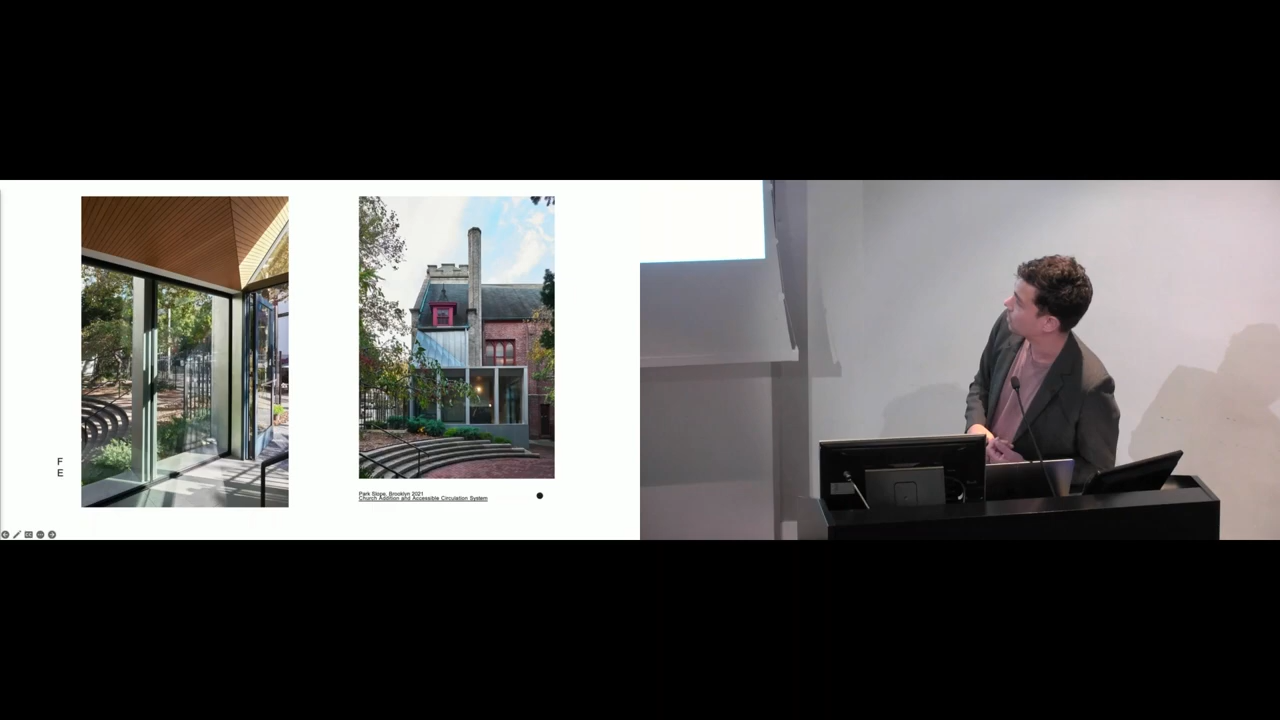 F
E
Park Slope, Brooklyn 2021
Church Addition and Accessible Circulation System